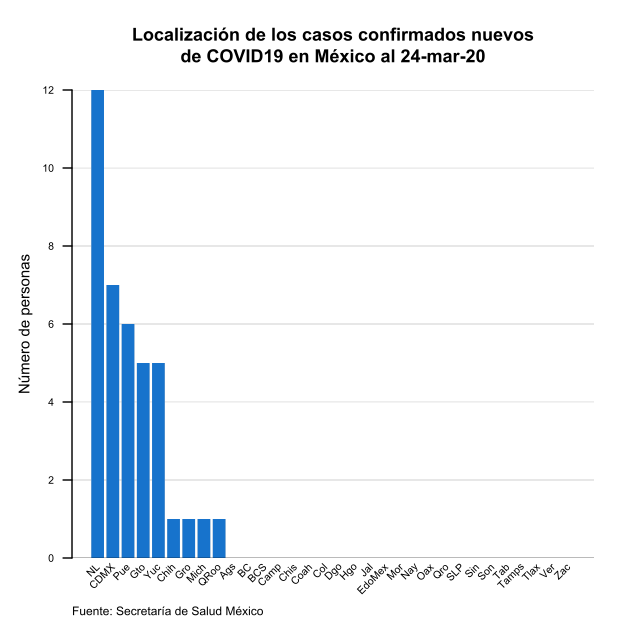 Localización de los casos confirmados nuevos
de COVID19 en México al 24-mar-20
Número de personas
12
10
8
6
4
2
0
NL CDMX Pue Gto Yuc Chih Gro Mich QRoo Ags BC BCS Camp Chis Coah Col Dgo Hgo Jal EdoMex Mor Nay Oax Qro SLP Sin Son Tab Tamps Tlax Ver Zac
Fuente: Secretaría de Salud México